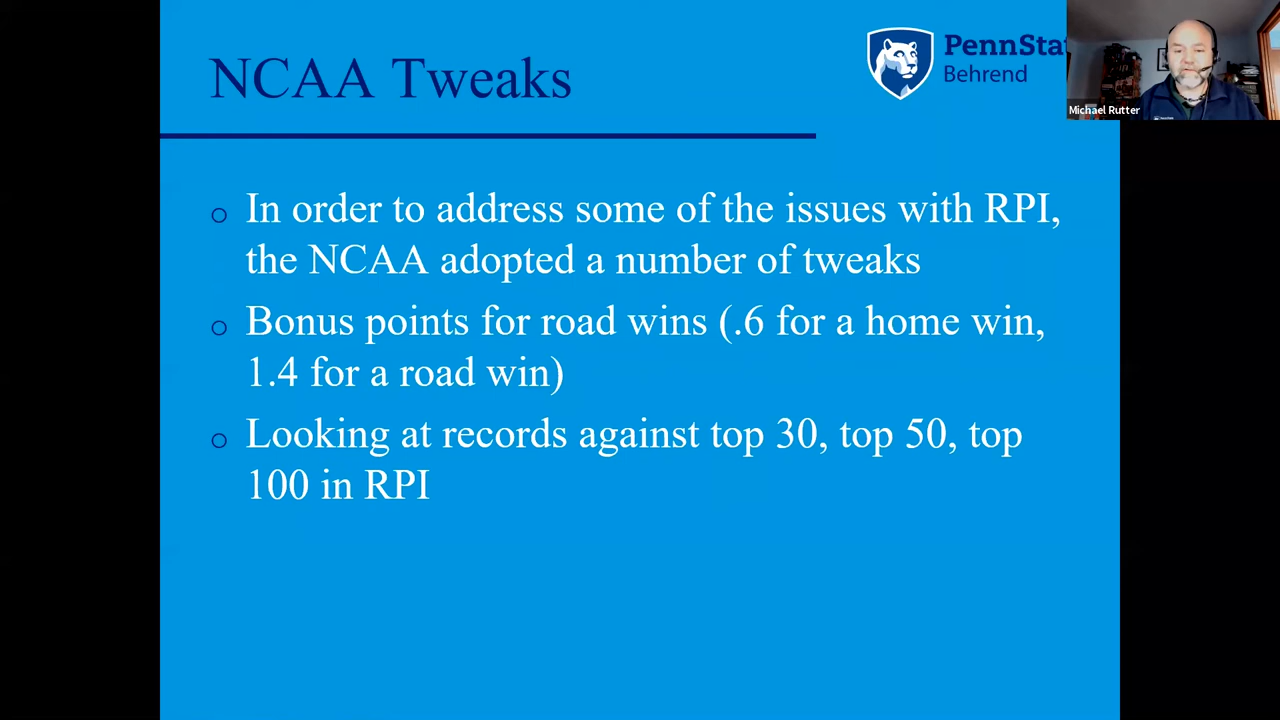 NCAA Tweaks
PennSta
Behrend
Michael Rutter
In order to address some of the issues with RPI,
the NCAA adopted a number of tweaks
Bonus points for road wins (.6 for a home win,
1.4 for a road win)
Looking at records against top 30, top 50, top
100 in RPI